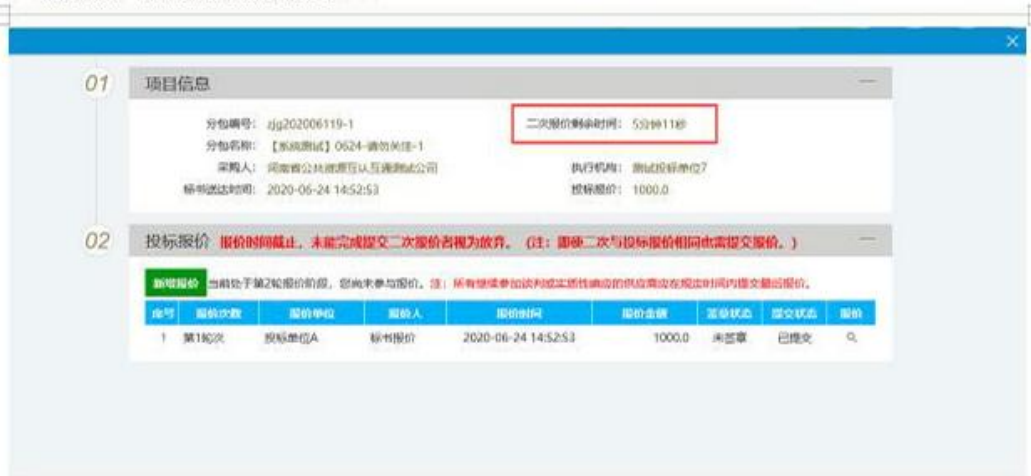 01 项目信息
分包编号： zjg202006119-1 二次报价剩余时间： 5分钟11秒
分包名称： 【系统测试】0624-请勿关注-1
采购人： 河南省公共资源互认互通测试公司 执行机构： 测试投标单位7
标书送达时间： 2020-06-24 14:52:53 投标报价： 1000.0
02 投标报价 报价时间截止，未能完成提交二次报价者视为放弃。（注：即使二次与投标报价相同也需提交报价。）
新增报价 当前处于第2轮报价阶段，您尚未参与报价。注：所有继续参加谈判或实质性响应的供应商应在规定时间内提交最后报价。
序号 报价次数 报价单位 报价人 报价时间 报价金额 签章状态 提交状态 报价
1 第1轮次 投标单位A 标书报价 2020-06-24 14:52:53 1000.0 未签章 已提交